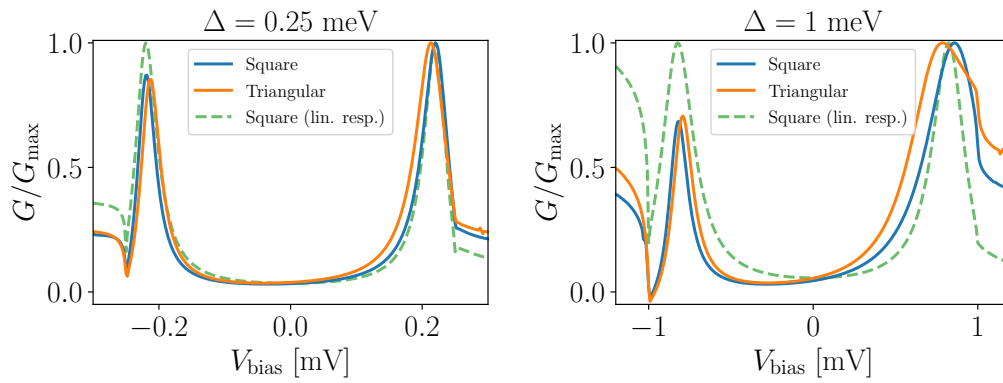 Δ = 0.25 meV
1.0
0.5
0.0
G/G_max
Square
Triangular
Square (lin. resp.)
−0.2
0.0
0.2
V_bias [mV]
Δ = 1 meV
1.0
0.5
0.0
G/G_max
Square
Triangular
Square (lin. resp.)
−1
0
1
V_bias [mV]